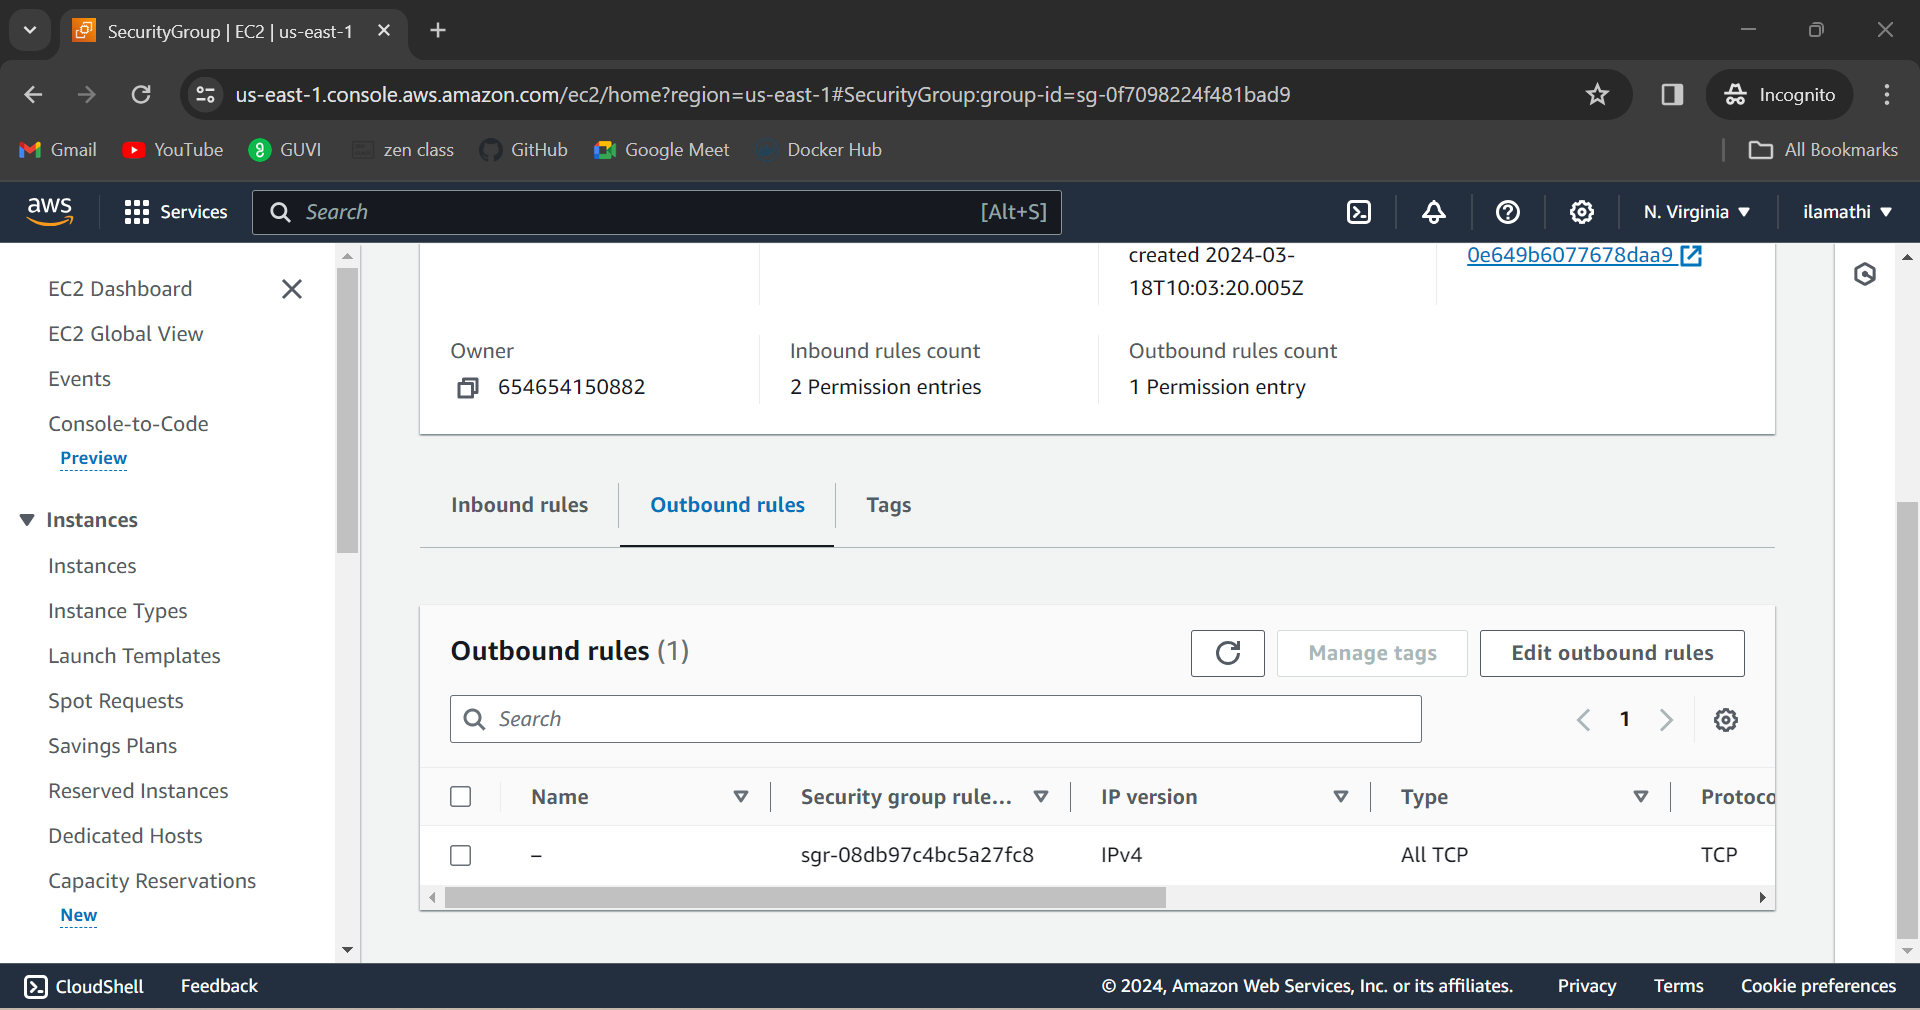 SecurityGroup | EC2 | us-east-1
us-east-1.console.aws.amazon.com/ec2/home?region=us-east-1#SecurityGroup:group-id=sg-0f7098224f481bad9
Incognito
Gmail
YouTube
GUVI
zen class
GitHub
Google Meet
Docker Hub
All Bookmarks
aws
Services
Search
[Alt+S]
N. Virginia
ilamathi
EC2 Dashboard
EC2 Global View
Events
Console-to-Code
Preview
Instances
Instances
Instance Types
Launch Templates
Spot Requests
Savings Plans
Reserved Instances
Dedicated Hosts
Capacity Reservations
New
created 2024-03-
18T10:03:20.005Z
0e649b6077678daa9
Owner
654654150882
Inbound rules count
2 Permission entries
Outbound rules count
1 Permission entry
Inbound rules
Outbound rules
Tags
Outbound rules (1)
Manage tags
Edit outbound rules
Search
1
Name
Security group rule...
IP version
Type
Protoco
–
sgr-08db97c4bc5a27fc8
IPv4
All TCP
TCP
CloudShell
Feedback
© 2024, Amazon Web Services, Inc. or its affiliates.
Privacy
Terms
Cookie preferences